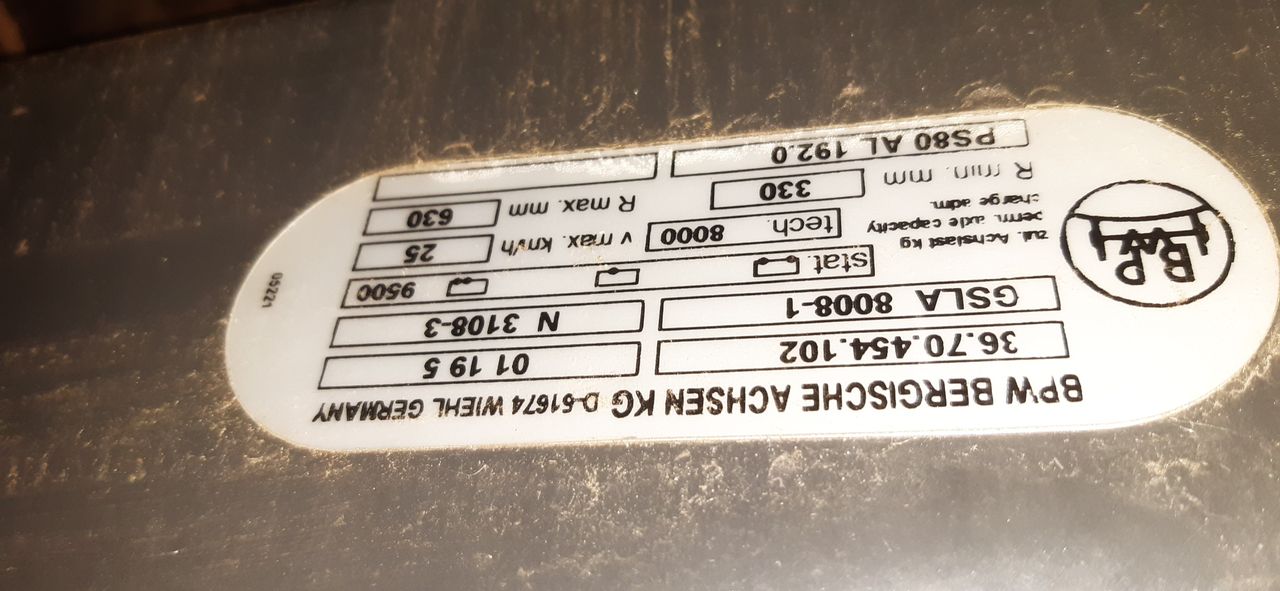 BPW BERGISCHE ACHSEN KG D-51674 WIEHL GERMANY
36.70.454.102 01 19 5
GSLA 8008-1 N 3108-3
BPW
stat. 9500
zul. Achslast kg
perm. axle capacity
charge adm.
tech. 8000 v max. km/h 25
R min. mm 330 R max. mm 630
PS80 AL 192.0
05221